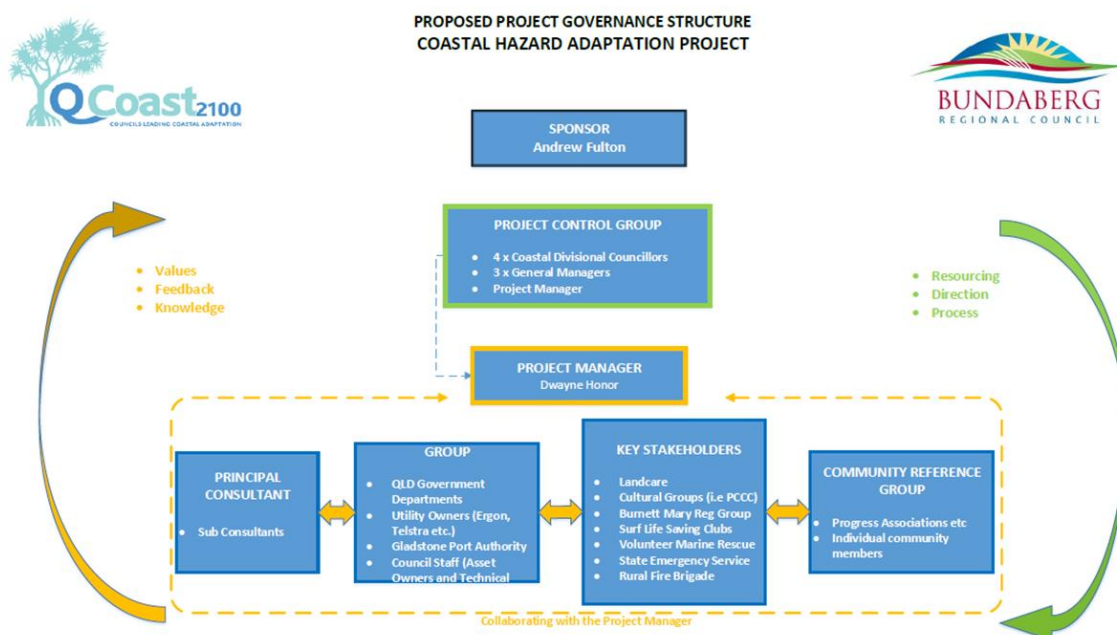 PROPOSED PROJECT GOVERNANCE STRUCTURE
COASTAL HAZARD ADAPTATION PROJECT
QCoast2100
COUNCILS LEADING COASTAL ADAPTATION
BUNDABERG
REGIONAL COUNCIL
SPONSOR
Andrew Fulton
PROJECT CONTROL GROUP
• 4 x Coastal Divisional Councillors
• 3 x General Managers
• Project Manager
• Values
• Feedback
• Knowledge
• Resourcing
• Direction
• Process
PROJECT MANAGER
Dwayne Honor
PRINCIPAL
CONSULTANT
• Sub Consultants
GROUP
• QLD Government
Departments
• Utility Owners (Ergon,
Telstra etc.)
• Gladstone Port Authority
• Council Staff (Asset
Owners and Technical
KEY STAKEHOLDERS
• Landcare
• Cultural Groups (i.e PCCC)
• Burnett Mary Reg Group
• Surf Life Saving Clubs
• Volunteer Marine Rescue
• State Emergency Service
• Rural Fire Brigade
COMMUNITY REFERENCE
GROUP
• Progress Associations etc
• Individual community
members
Collaborating with the Project Manager